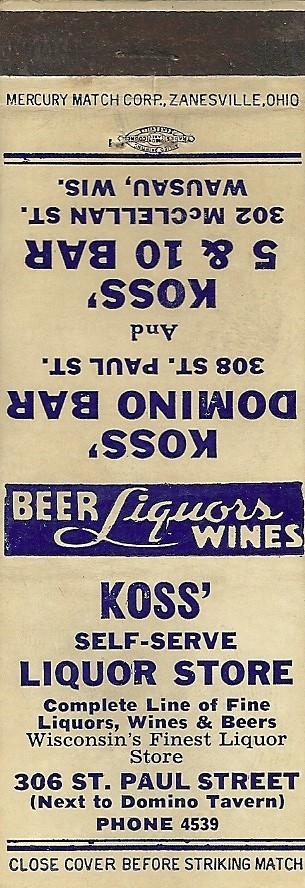 MERCURY MATCH CORP., ZANESVILLE, OHIO
KOSS'
DOMINO BAR
308 ST. PAUL ST.
And
KOSS'
5 & 10 BAR
302 McCLELLAN ST.
WAUSAU, WIS.
BEER Liquors WINES
KOSS'
SELF-SERVE
LIQUOR STORE
Complete Line of Fine
Liquors, Wines & Beers
Wisconsin's Finest Liquor
Store
306 ST. PAUL STREET
(Next to Domino Tavern)
PHONE 4539
CLOSE COVER BEFORE STRIKING MATCH